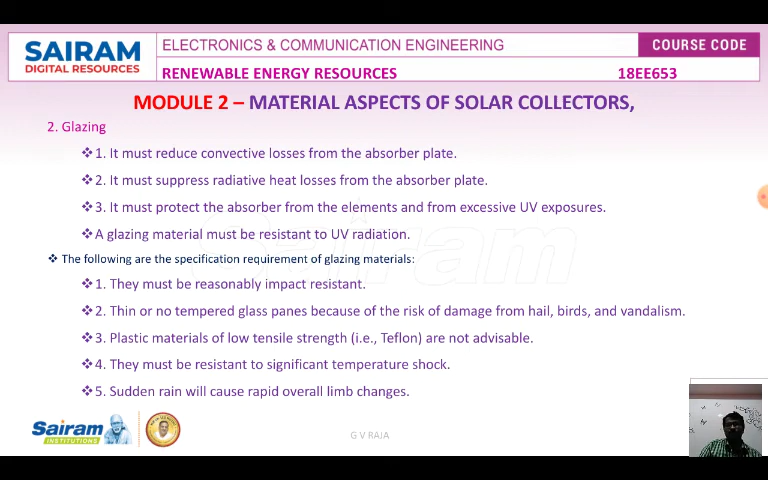 SAIRAM
DIGITAL RESOURCES
ELECTRONICS & COMMUNICATION ENGINEERING
COURSE CODE
RENEWABLE ENERGY RESOURCES
18EE653
MODULE 2 – MATERIAL ASPECTS OF SOLAR COLLECTORS,
2. Glazing
❖1. It must reduce convective losses from the absorber plate.
❖2. It must suppress radiative heat losses from the absorber plate.
❖3. It must protect the absorber from the elements and from excessive UV exposures.
❖A glazing material must be resistant to UV radiation.
❖ The following are the specification requirement of glazing materials:
❖1. They must be reasonably impact resistant.
❖2. Thin or no tempered glass panes because of the risk of damage from hail, birds, and vandalism.
❖3. Plastic materials of low tensile strength (i.e., Teflon) are not advisable.
❖4. They must be resistant to significant temperature shock.
❖5. Sudden rain will cause rapid overall limb changes.
Sairam
INSTITUTIONS
G V RAJA
Sairam